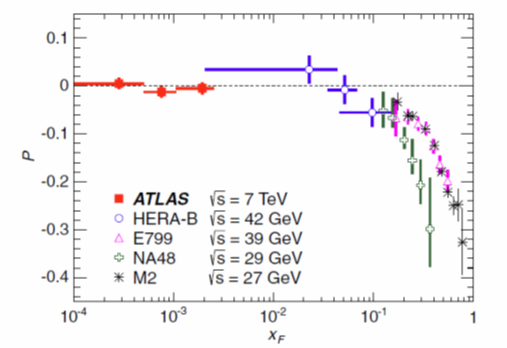 0.1
0
-0.1
-0.2
-0.3
-0.4
P
ATLAS √s = 7 TeV
HERA-B √s = 42 GeV
E799 √s = 39 GeV
NA48 √s = 29 GeV
M2 √s = 27 GeV
10⁻⁴ 10⁻³ 10⁻² 10⁻¹ 1
x_F